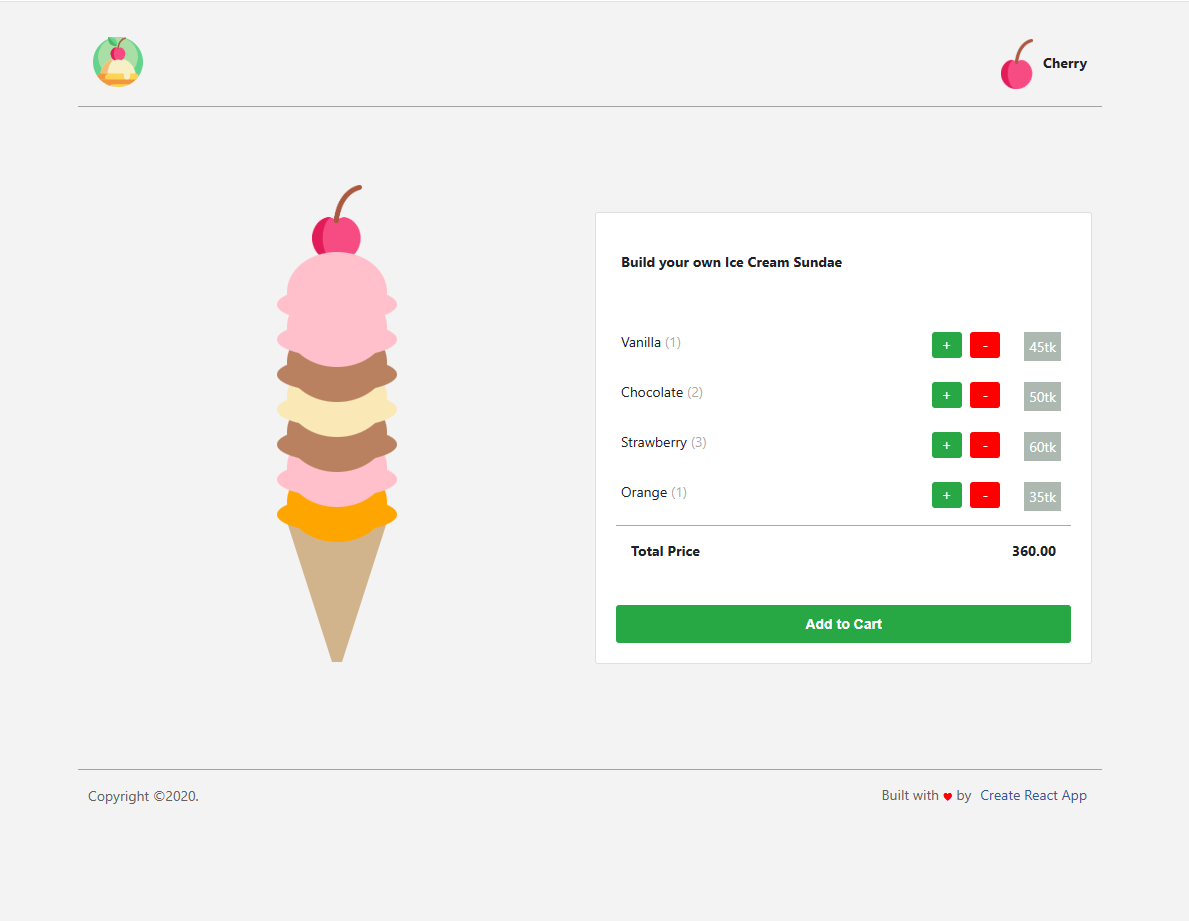 Cherry
Build your own Ice Cream Sundae
Vanilla (1) + - 45tk
Chocolate (2) + - 50tk
Strawberry (3) + - 60tk
Orange (1) + - 35tk
Total Price 360.00
Add to Cart
Copyright ©2020. Built with ♥ by Create React App